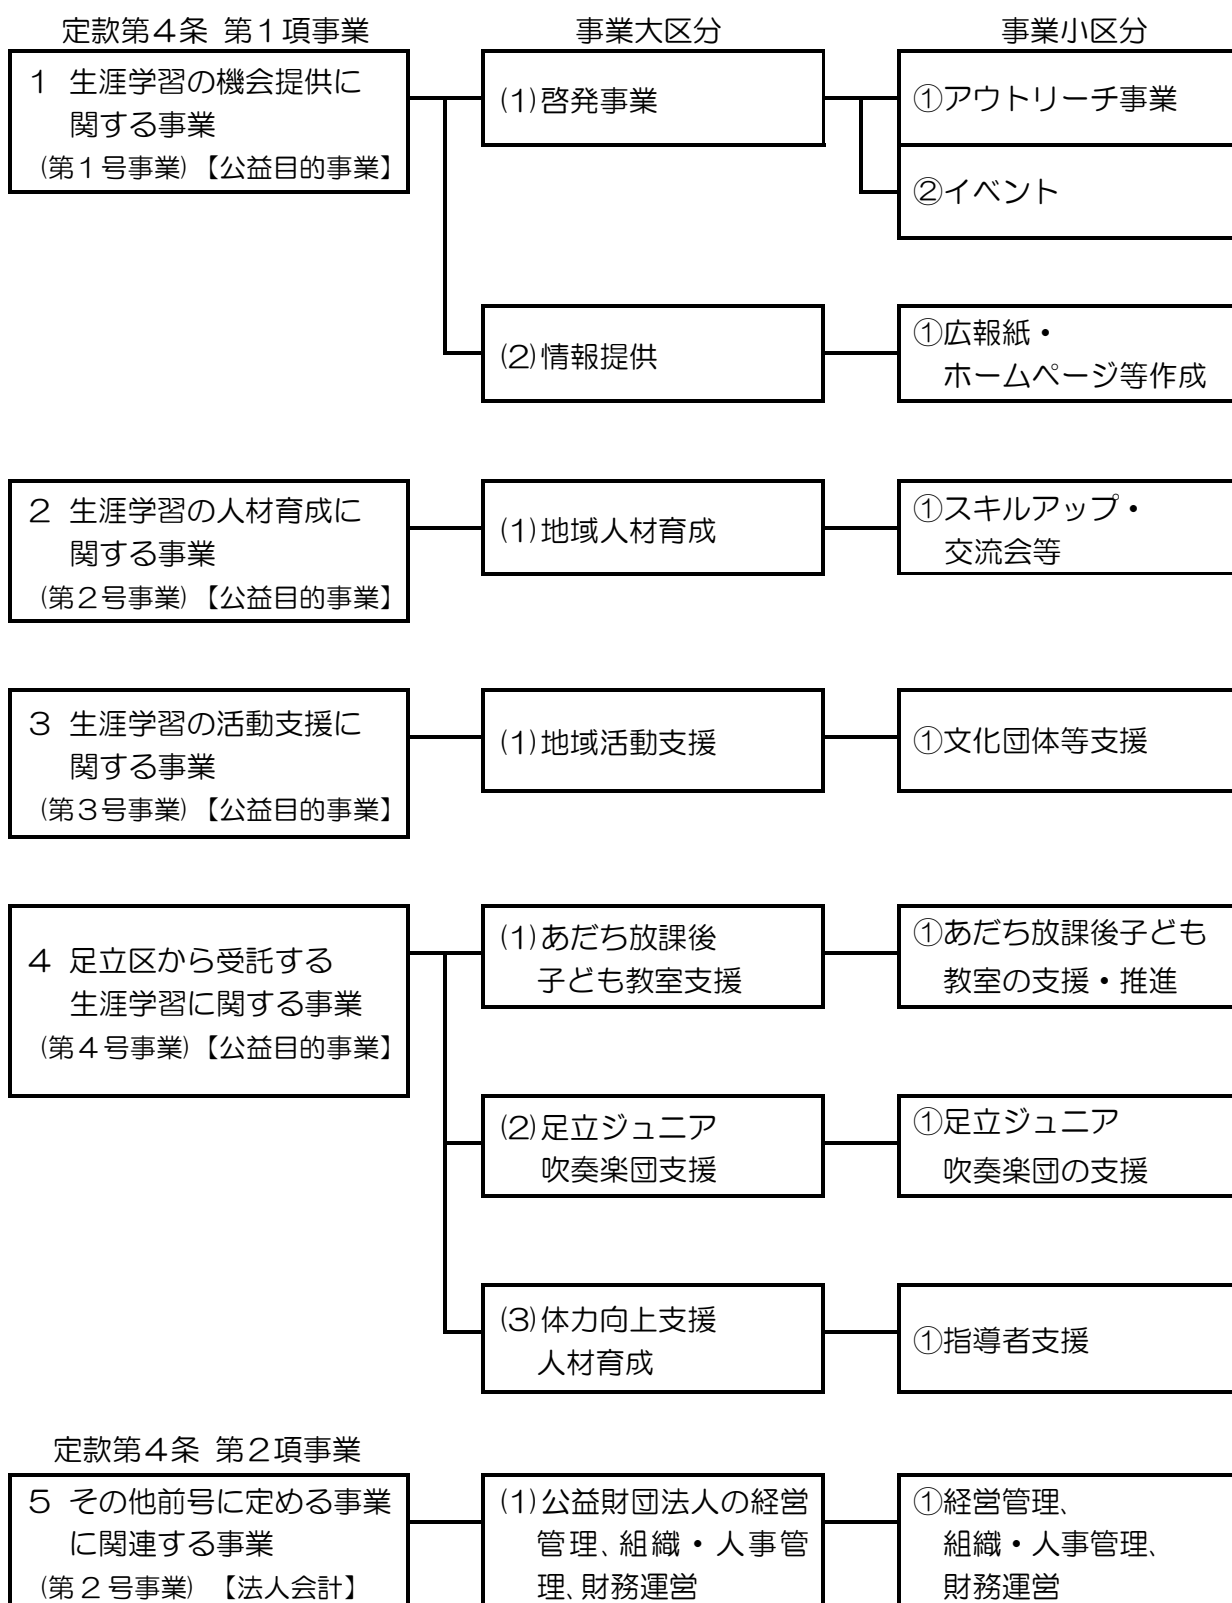 定款第４条 第１項事業
事業大区分
事業小区分
１ 生涯学習の機会提供に
関する事業
(第１号事業)【公益目的事業】
(1)啓発事業
①アウトリーチ事業
②イベント
(2)情報提供
①広報紙・
ホームページ等作成
２ 生涯学習の人材育成に
関する事業
(第２号事業)【公益目的事業】
(1)地域人材育成
①スキルアップ・
交流会等
３ 生涯学習の活動支援に
関する事業
(第３号事業)【公益目的事業】
(1)地域活動支援
①文化団体等支援
４ 足立区から受託する
生涯学習に関する事業
(第４号事業)【公益目的事業】
(1)あだち放課後
子ども教室支援
①あだち放課後子ども
教室の支援・推進
(2)足立ジュニア
吹奏楽団支援
①足立ジュニア
吹奏楽団の支援
(3)体力向上支援
人材育成
①指導者支援
定款第４条 第２項事業
５ その他前号に定める事業
に関連する事業
(第２号事業) 【法人会計】
(1)公益財団法人の経営
管理、組織・人事管
理、財務運営
①経営管理、
組織・人事管理、
財務運営